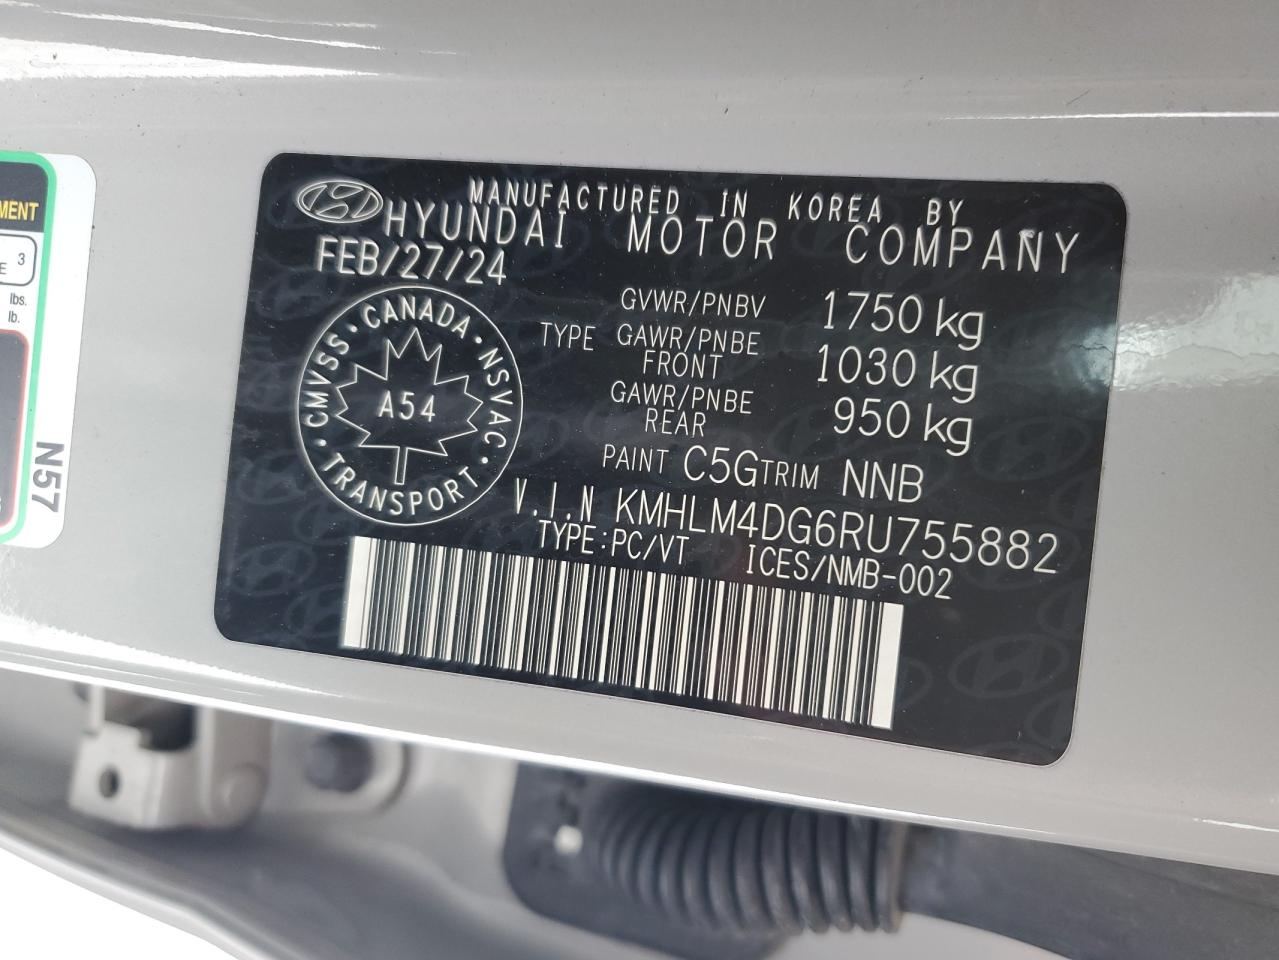 MANUFACTURED IN KOREA BY
HYUNDAI MOTOR COMPANY
FEB/27/24
GVWR/PNBV 1750 kg
TYPE GAWR/PNBE FRONT 1030 kg
GAWR/PNBE REAR 950 kg
CANADA · NSVAC · TRANSPORT · CMVSS ·
A54
PAINT C5G TRIM NNB
V.I.N KMHLM4DG6RU755882
TYPE:PC/VT ICES/NMB-002
MENT
3
E
lbs.
lb.
N57